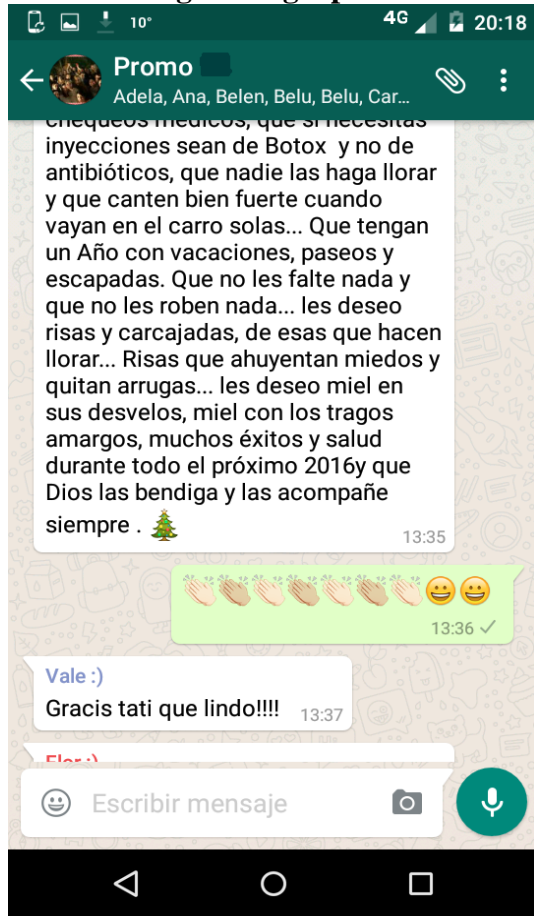 10°
4G
20:18
Promo
Adela, Ana, Belen, Belu, Belu, Car...
chequeos médicos, que si necesitas
inyecciones sean de Botox y no de
antibióticos, que nadie las haga llorar
y que canten bien fuerte cuando
vayan en el carro solas... Que tengan
un Año con vacaciones, paseos y
escapadas. Que no les falte nada y
que no les roben nada... les deseo
risas y carcajadas, de esas que hacen
llorar... Risas que ahuyentan miedos y
quitan arrugas... les deseo miel en
sus desvelos, miel con los tragos
amargos, muchos éxitos y salud
durante todo el próximo 2016y que
Dios las bendiga y las acompañe
siempre . 🎄
13:35
👏🏻👏🏽👏🏻👏🏽👏🏻👏🏽👏🏻😀😀
13:36
Vale :)
Gracis tati que lindo!!!!
13:37
Flor :)
Escribir mensaje